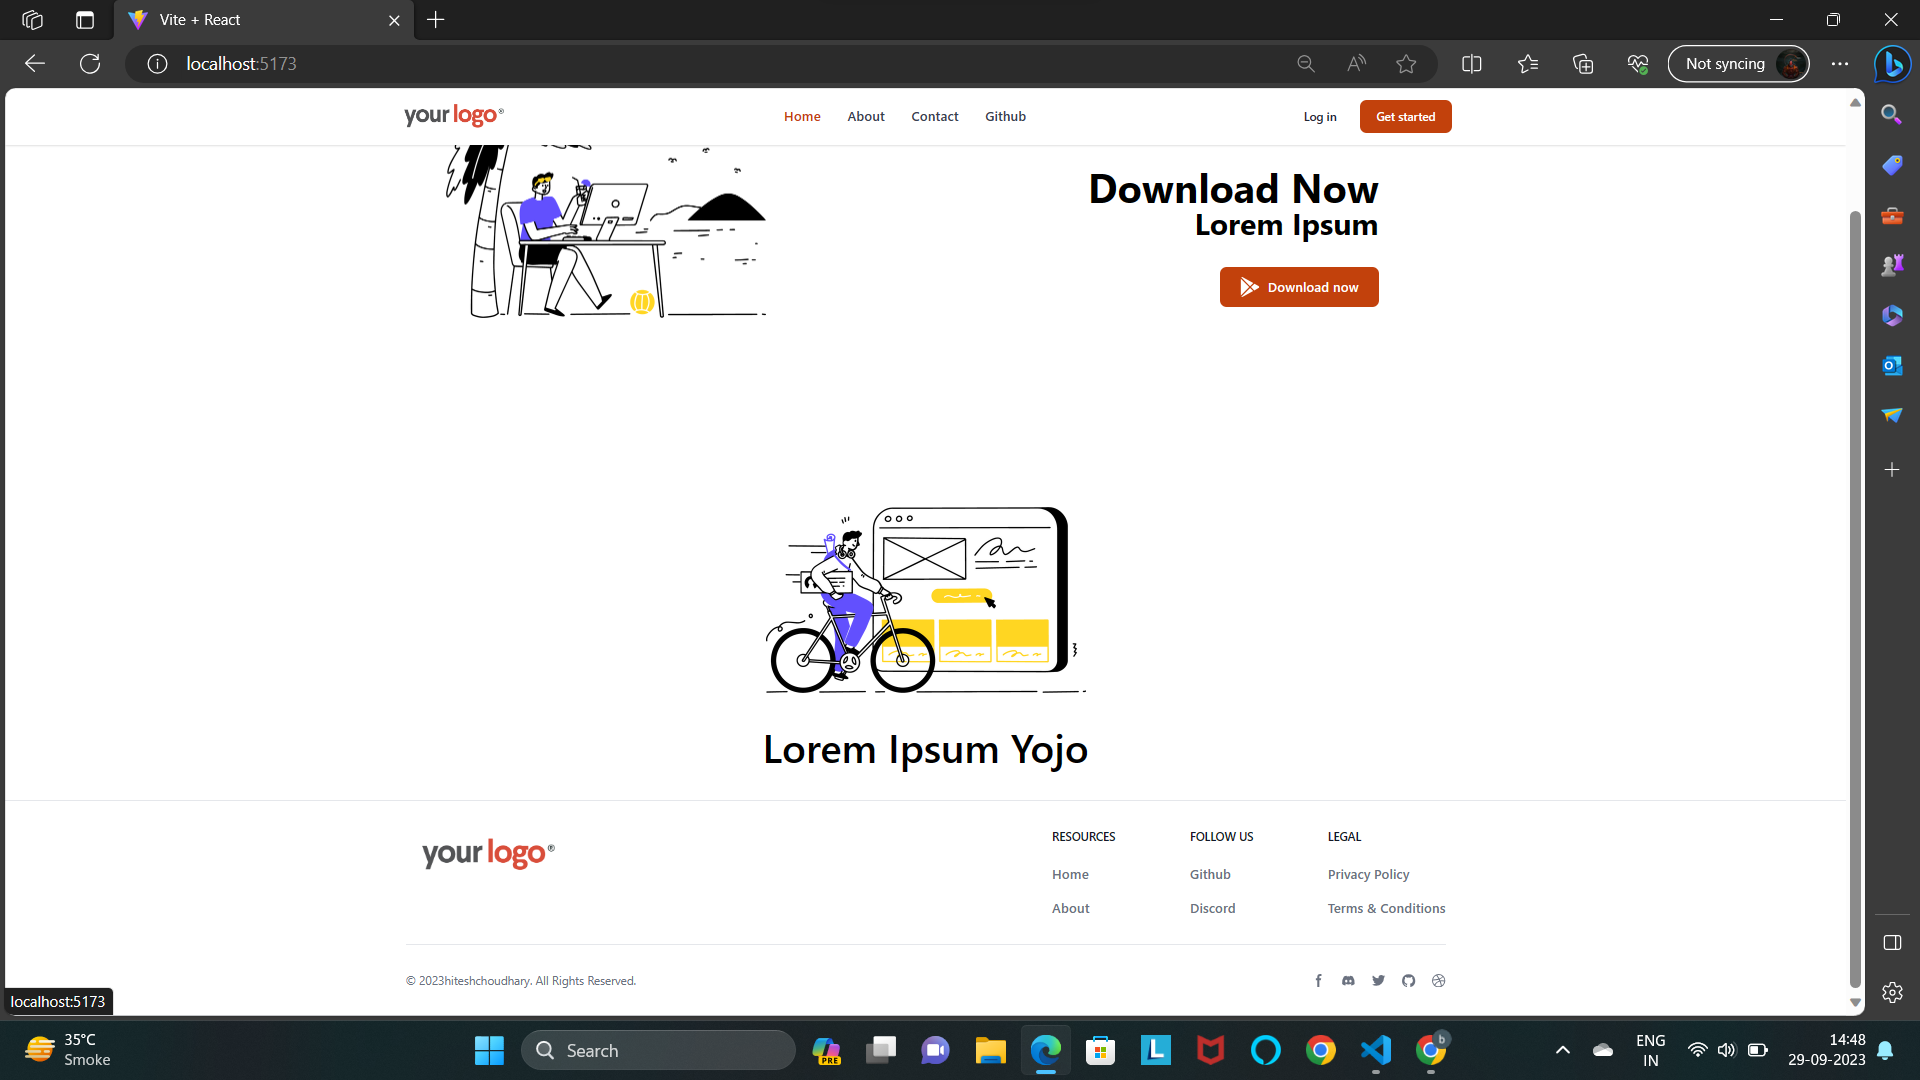 Vite + React
localhost:5173
Not syncing
your logo®
Home
About
Contact
Github
Log in
Get started
Download Now
Lorem Ipsum
Download now
Lorem Ipsum Yojo
your logo®
RESOURCES
FOLLOW US
LEGAL
Home
Github
Privacy Policy
About
Discord
Terms & Conditions
© 2023hiteshchoudhary. All Rights Reserved.
localhost:5173
35°C
Smoke
Search
PRE
L
b
ENG
IN
14:48
29-09-2023